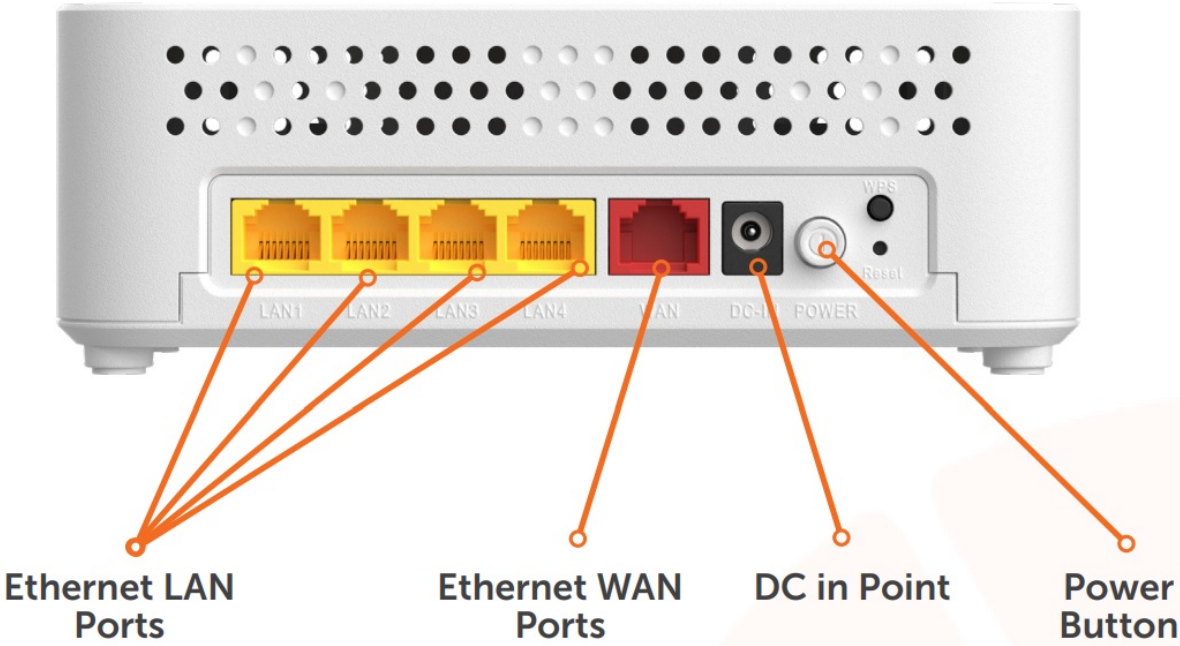 WPS
Reset
LAN1 LAN2 LAN3 LAN4 WAN DC-IN POWER
Ethernet LAN
Ports
Ethernet WAN
Ports
DC in Point
Power
Button